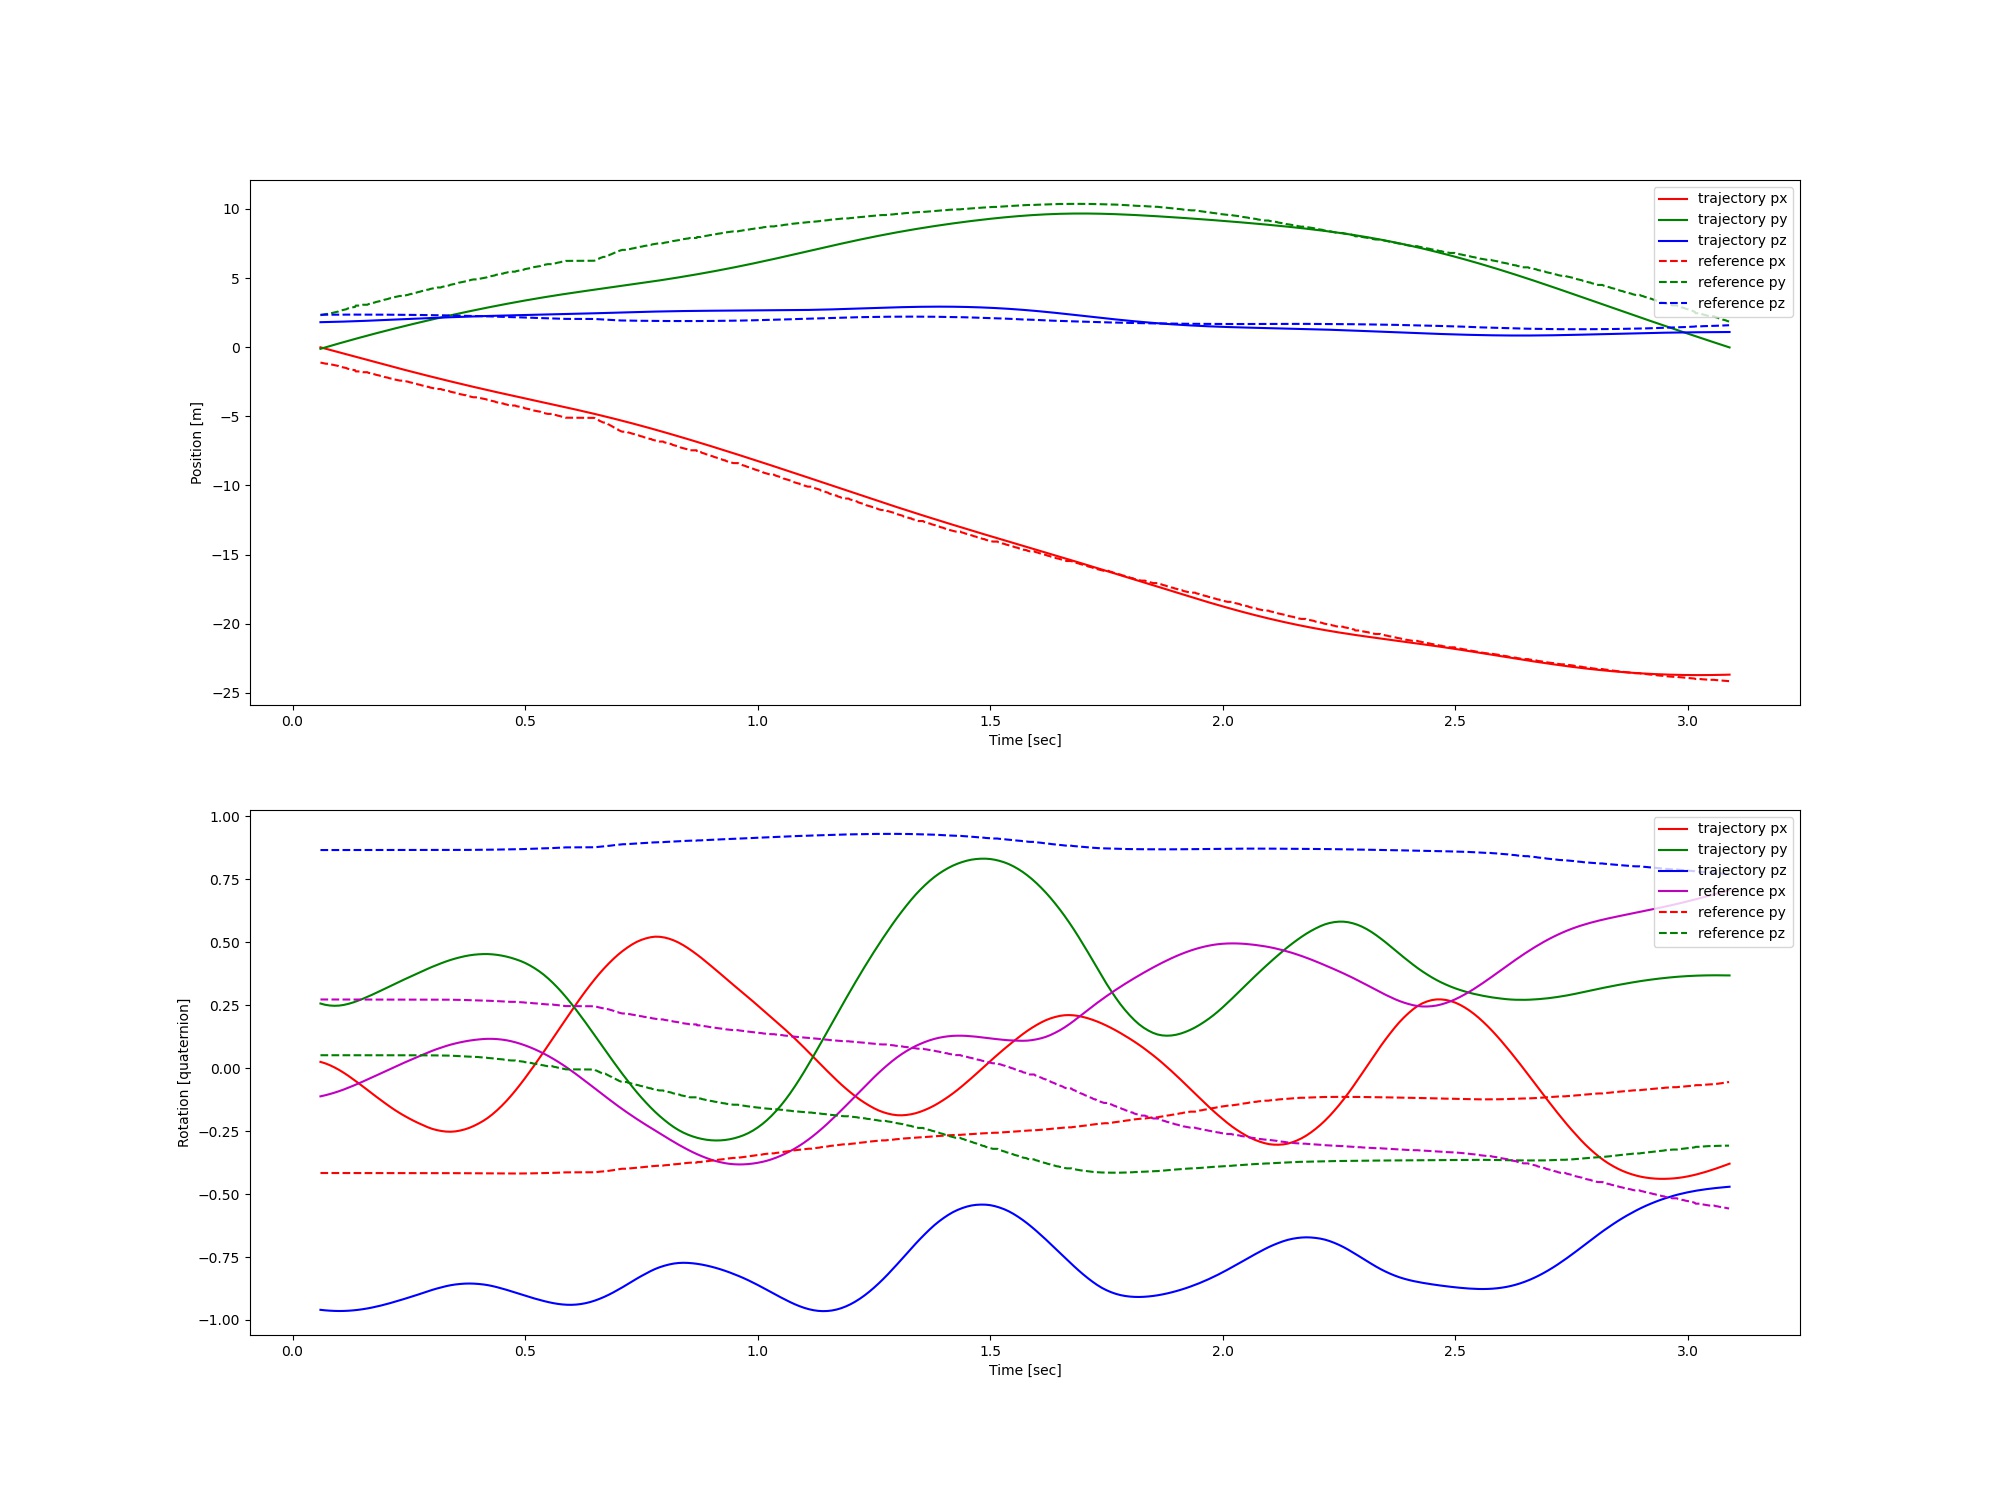 10
5
0
−5
−10
−15
−20
−25
Position [m]
trajectory px
trajectory py
trajectory pz
reference px
reference py
reference pz
0.0 0.5 1.0 1.5 2.0 2.5 3.0
Time [sec]
1.00
0.75
0.50
0.25
0.00
−0.25
−0.50
−0.75
−1.00
Rotation [quaternion]
trajectory px
trajectory py
trajectory pz
reference px
reference py
reference pz
0.0 0.5 1.0 1.5 2.0 2.5 3.0
Time [sec]